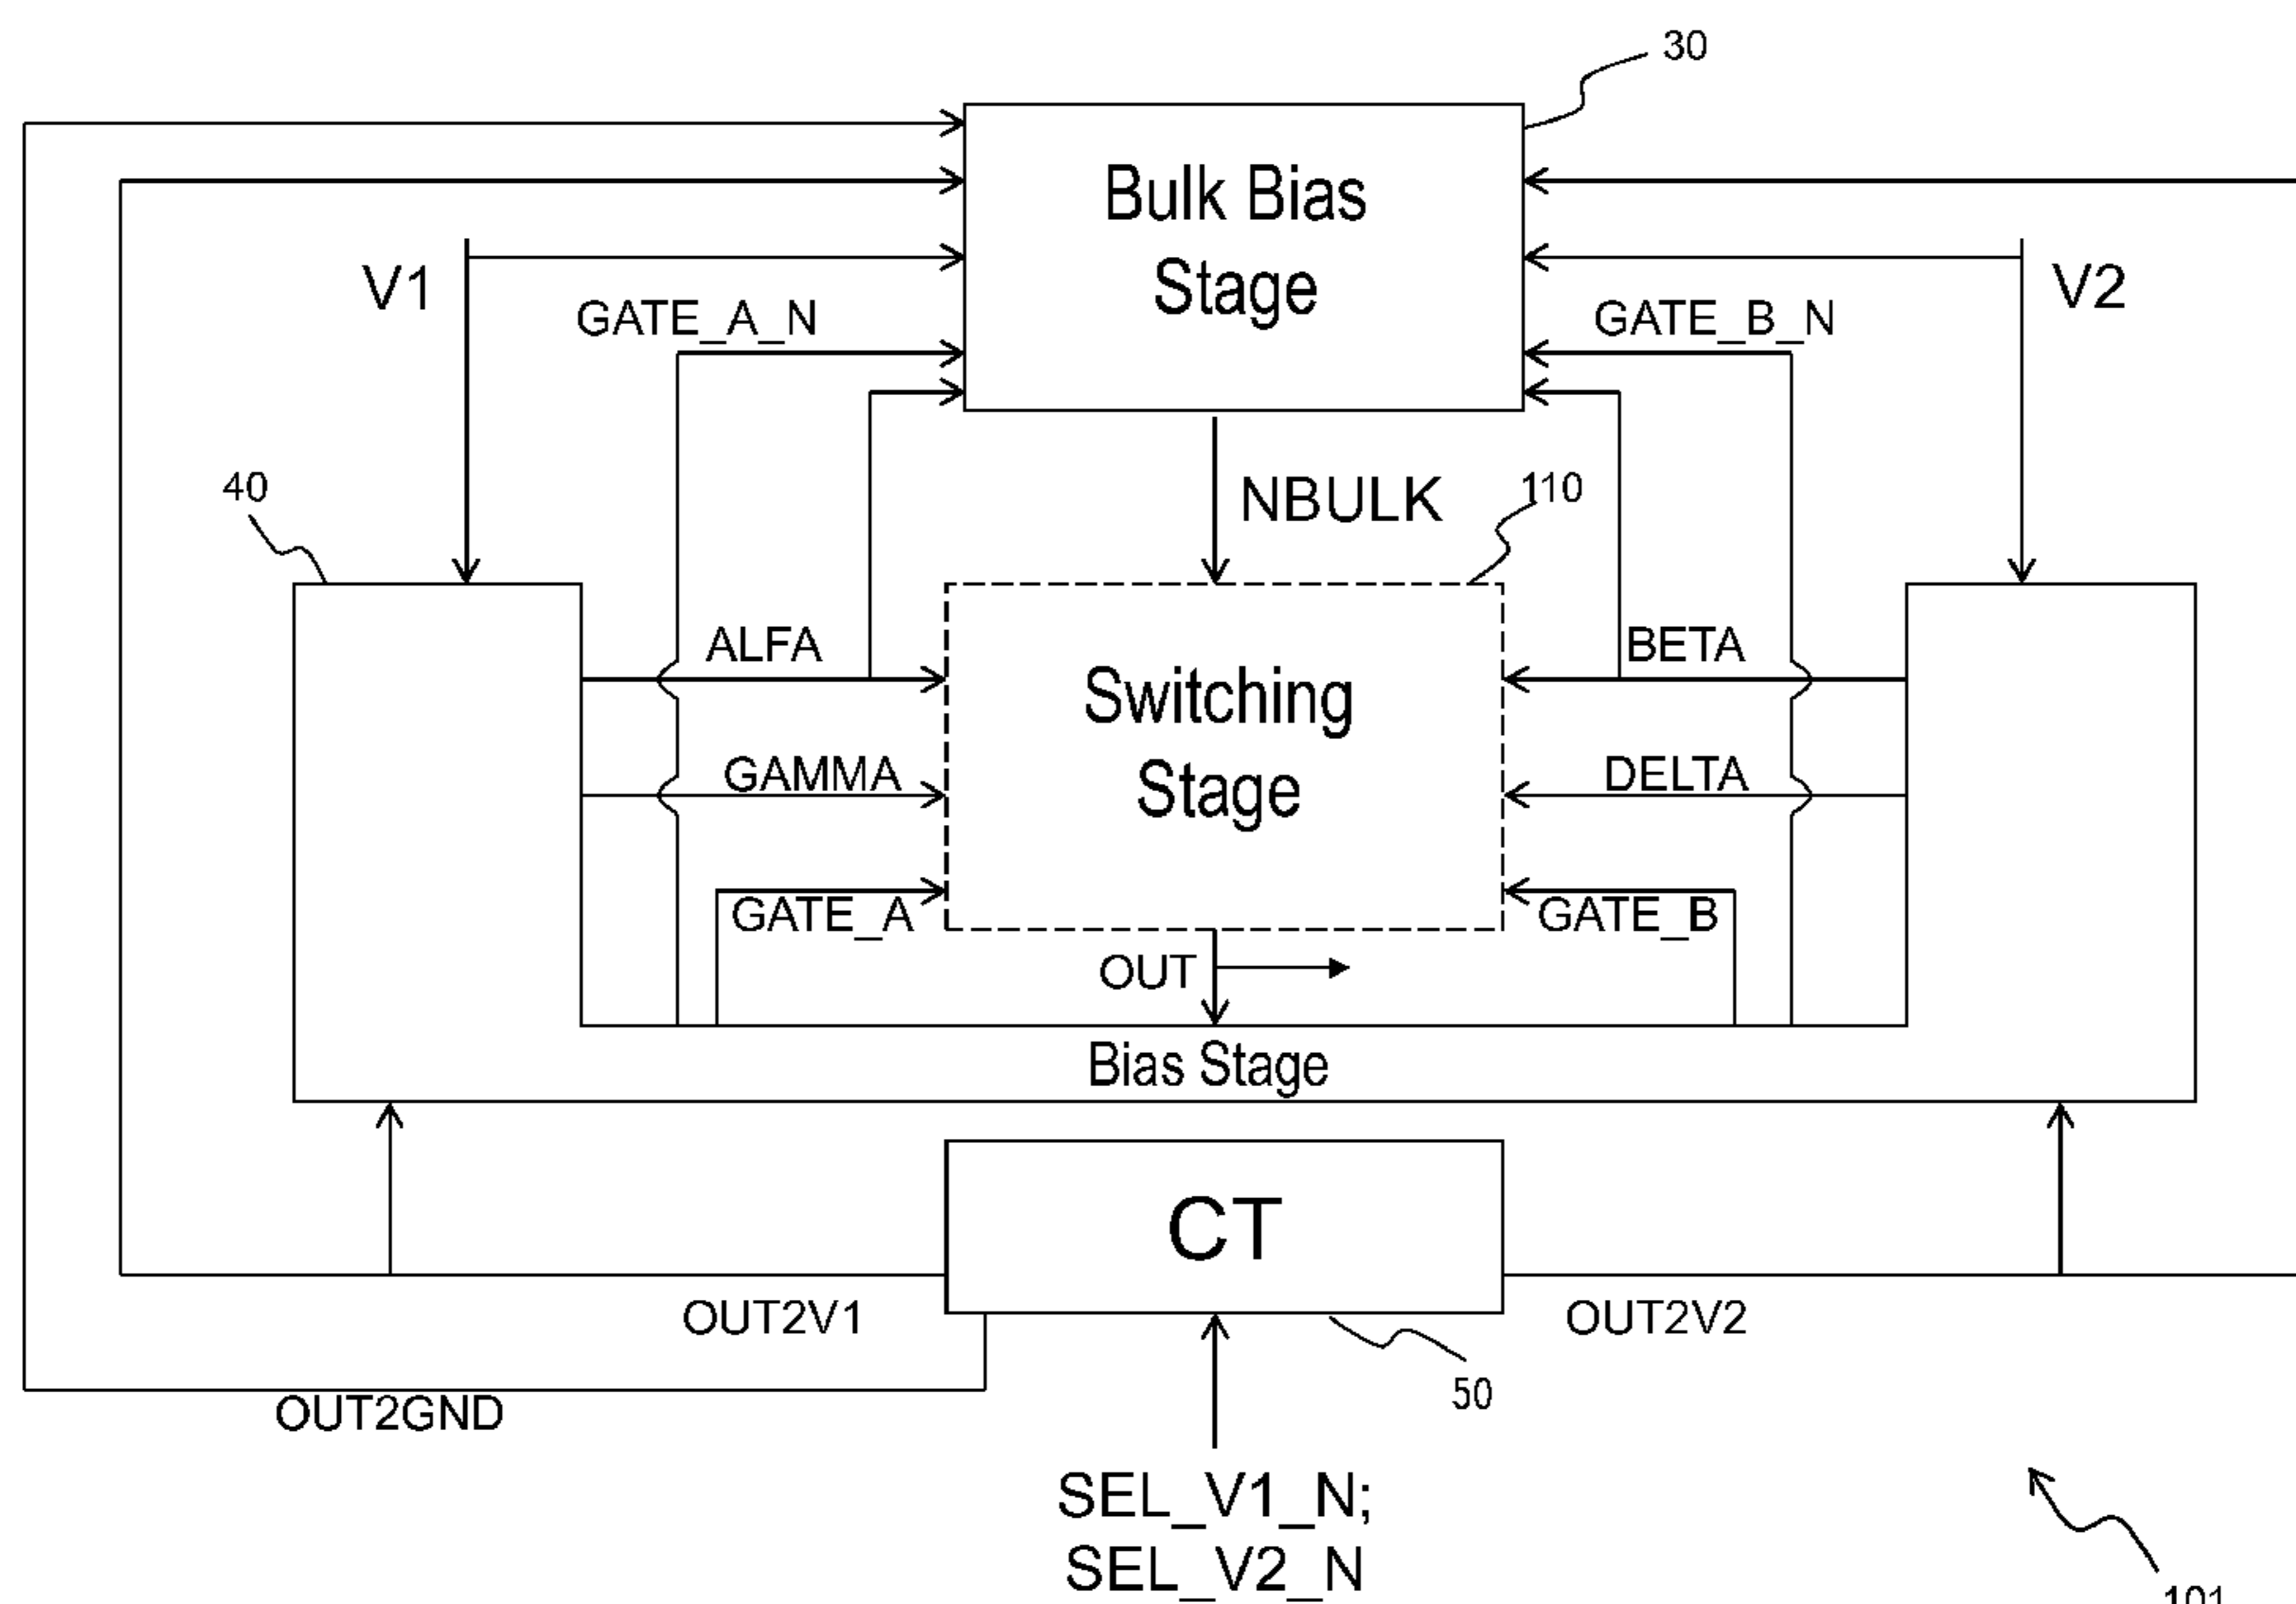 30
Bulk Bias
Stage
V1
V2
GATE_A_N
GATE_B_N
40
NBULK
110
ALFA
BETA
Switching
Stage
GAMMA
DELTA
GATE_A
GATE_B
OUT
Bias Stage
CT
OUT2V1
OUT2V2
50
OUT2GND
SEL_V1_N;
SEL_V2_N
101